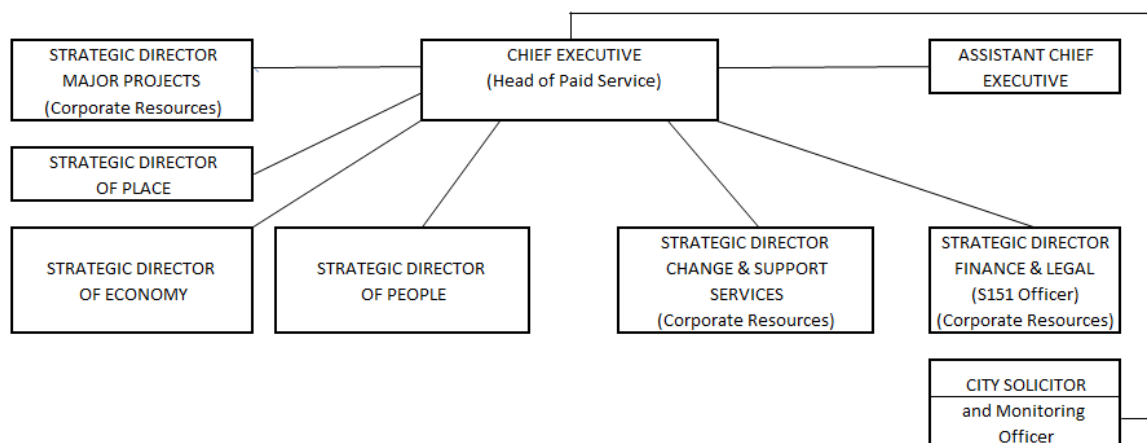 STRATEGIC DIRECTOR
MAJOR PROJECTS
(Corporate Resources)
CHIEF EXECUTIVE
(Head of Paid Service)
ASSISTANT CHIEF
EXECUTIVE
STRATEGIC DIRECTOR
OF PLACE
STRATEGIC DIRECTOR
OF ECONOMY
STRATEGIC DIRECTOR
OF PEOPLE
STRATEGIC DIRECTOR
CHANGE & SUPPORT
SERVICES
(Corporate Resources)
STRATEGIC DIRECTOR
FINANCE & LEGAL
(S151 Officer)
(Corporate Resources)
CITY SOLICITOR
and Monitoring
Officer